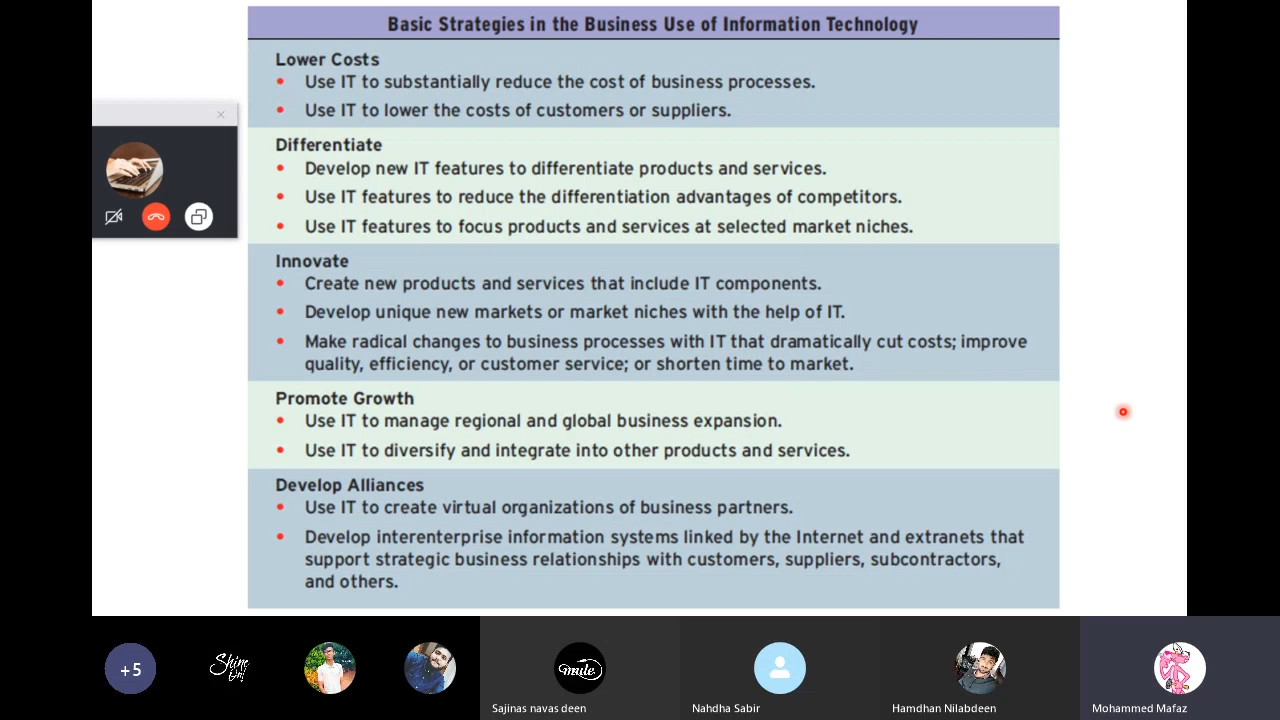 Basic Strategies in the Business Use of Information Technology
Lower Costs
• Use IT to substantially reduce the cost of business processes.
• Use IT to lower the costs of customers or suppliers.
Differentiate
• Develop new IT features to differentiate products and services.
• Use IT features to reduce the differentiation advantages of competitors.
• Use IT features to focus products and services at selected market niches.
Innovate
• Create new products and services that include IT components.
• Develop unique new markets or market niches with the help of IT.
• Make radical changes to business processes with IT that dramatically cut costs; improve
quality, efficiency, or customer service; or shorten time to market.
Promote Growth
• Use IT to manage regional and global business expansion.
• Use IT to diversify and integrate into other products and services.
Develop Alliances
• Use IT to create virtual organizations of business partners.
• Develop interenterprise information systems linked by the Internet and extranets that
support strategic business relationships with customers, suppliers, subcontractors,
and others.
+5
mute
Sajinas navas deen
Nahdha Sabir
Hamdhan Nilabdeen
Mohammed Mafaz